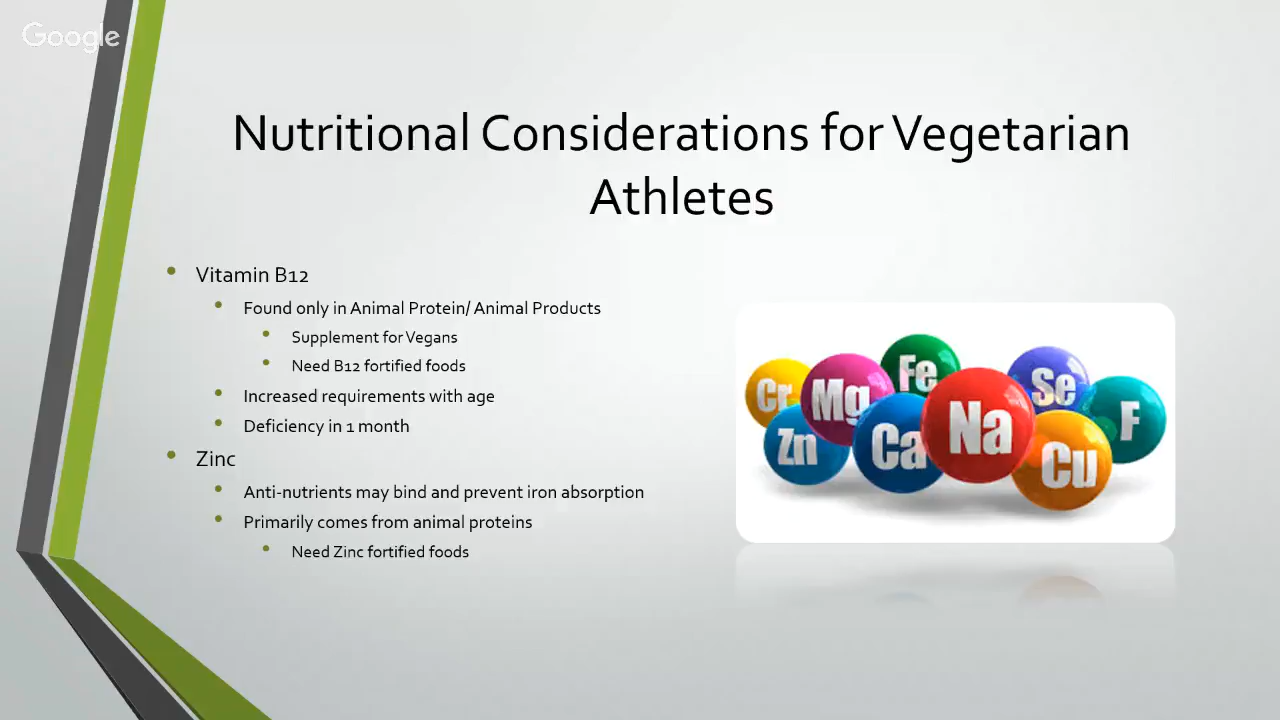 Google
Nutritional Considerations for Vegetarian
Athletes
• Vitamin B12
• Found only in Animal Protein/ Animal Products
• Supplement for Vegans
• Need B12 fortified foods
• Increased requirements with age
• Deficiency in 1 month
• Zinc
• Anti-nutrients may bind and prevent iron absorption
• Primarily comes from animal proteins
• Need Zinc fortified foods
Cr Mg Fe Se F
Zn Ca Na Cu